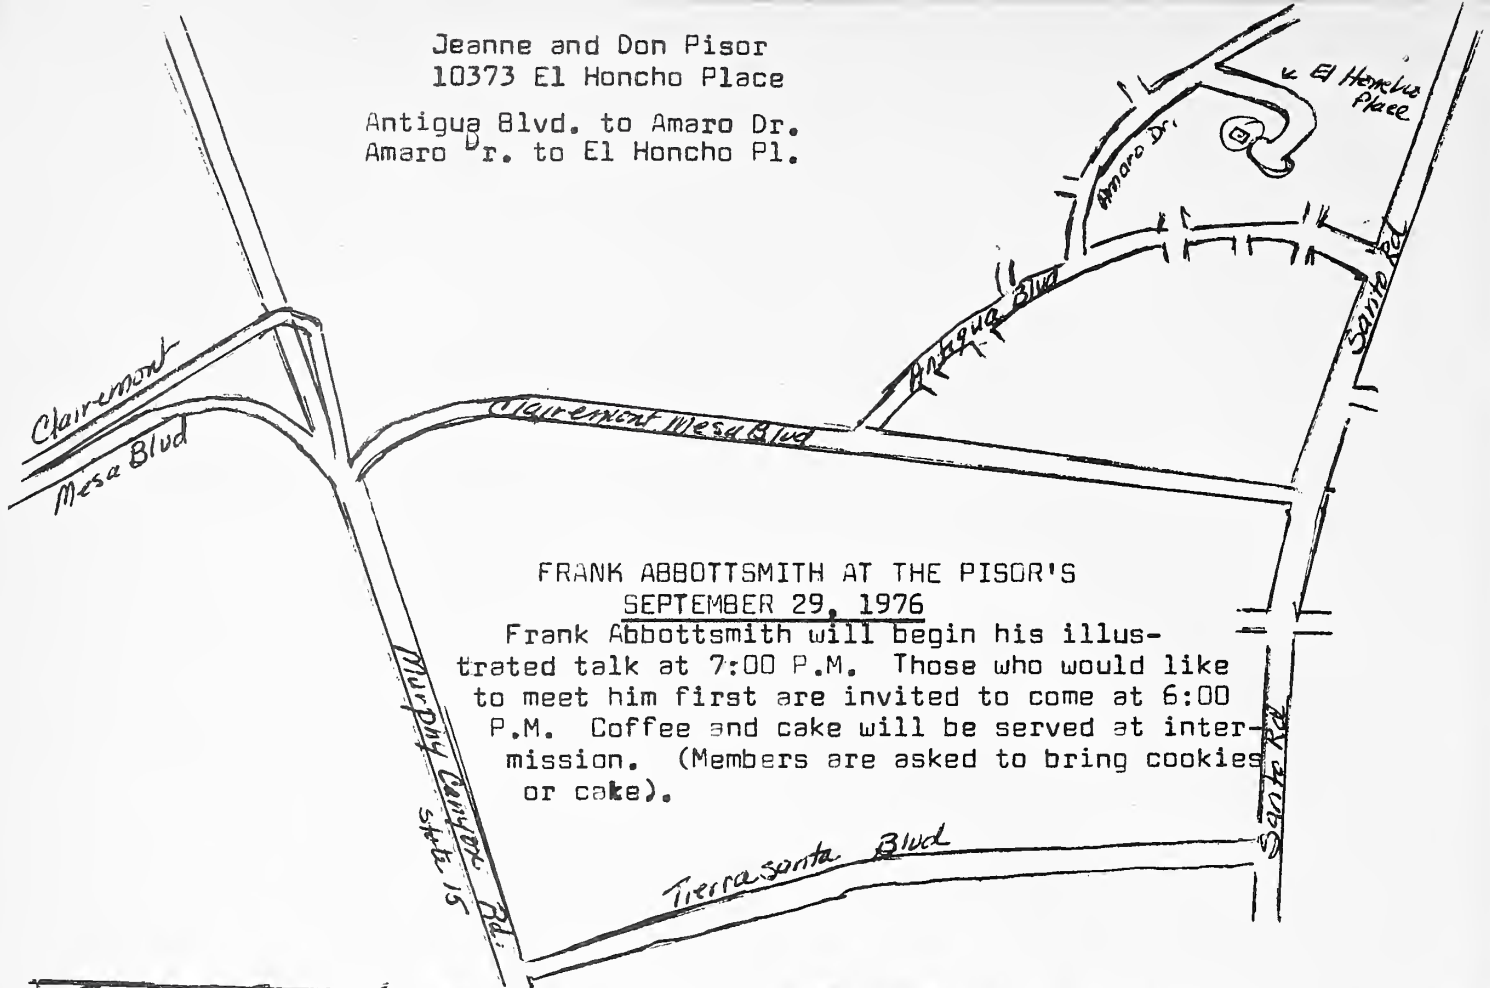 Jeanne and Don Pisor
10373 El Honcho Place
Antigua Blvd. to Amaro Dr.
Amaro Dr. to El Honcho Pl.
El Honcho
Place
Amaro Dr.
Santo Rd
Antigua Blvd
Clairemont
Mesa Blvd
Clairemont Mesa Blvd
FRANK ABBOTTSMITH AT THE PISOR'S
SEPTEMBER 29, 1976
Frank Abbottsmith will begin his illus-
trated talk at 7:00 P.M. Those who would like
to meet him first are invited to come at 6:00
P.M. Coffee and cake will be served at inter-
mission. (Members are asked to bring cookies
or cake).
Murphy Canyon Rd.
State 15
Santo Rd
Tierrasanta Blvd